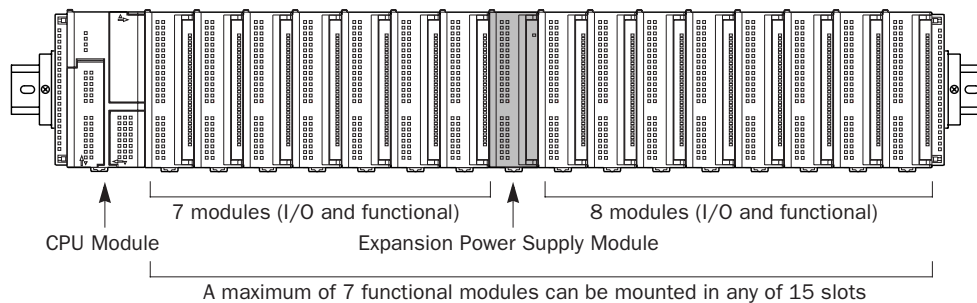 7 modules (I/O and functional)
8 modules (I/O and functional)
CPU Module
Expansion Power Supply Module
A maximum of 7 functional modules can be mounted in any of 15 slots